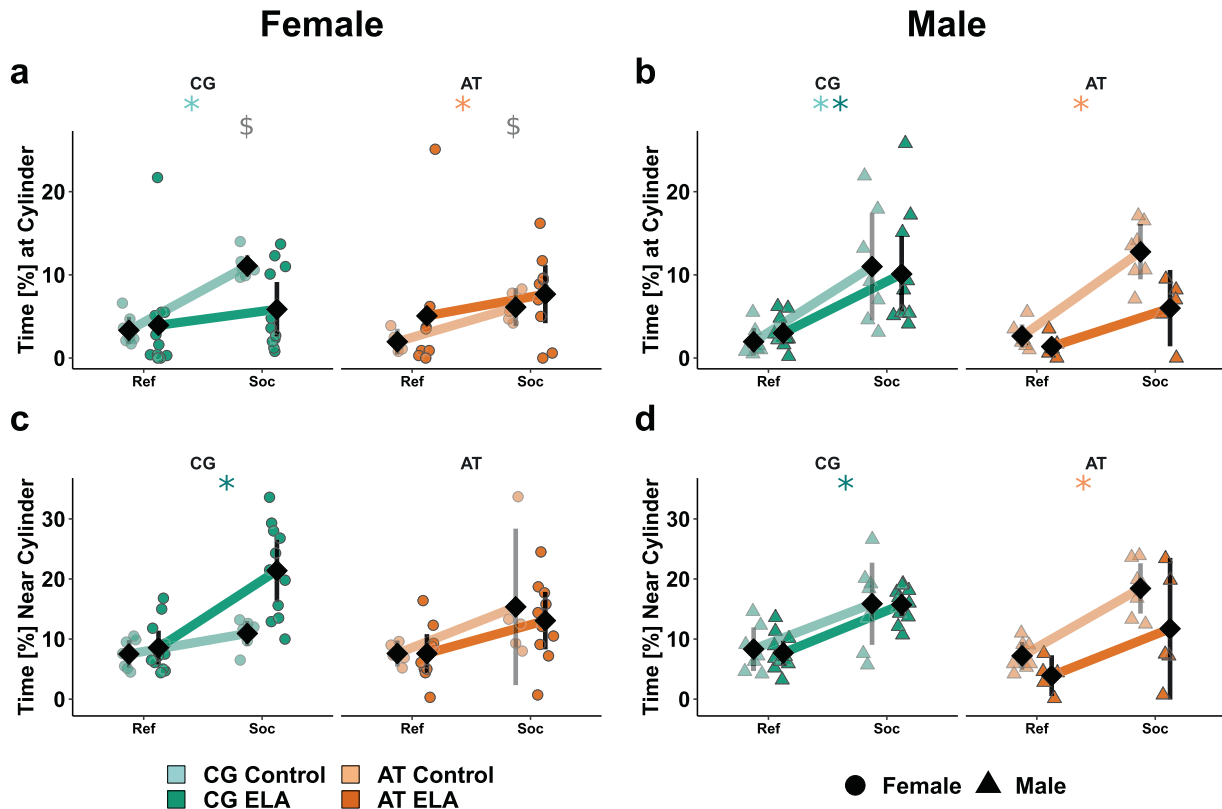 Female
Male
a
CG
*
$
AT
*
$
Time [%] at Cylinder
20
10
0
Ref
Soc
Ref
Soc
b
CG
**
AT
*
Time [%] at Cylinder
20
10
0
Ref
Soc
Ref
Soc
c
CG
*
AT
Time [%] Near Cylinder
30
20
10
0
Ref
Soc
Ref
Soc
d
CG
*
AT
*
Time [%] Near Cylinder
30
20
10
0
Ref
Soc
Ref
Soc
CG Control
AT Control
CG ELA
AT ELA
Female
Male